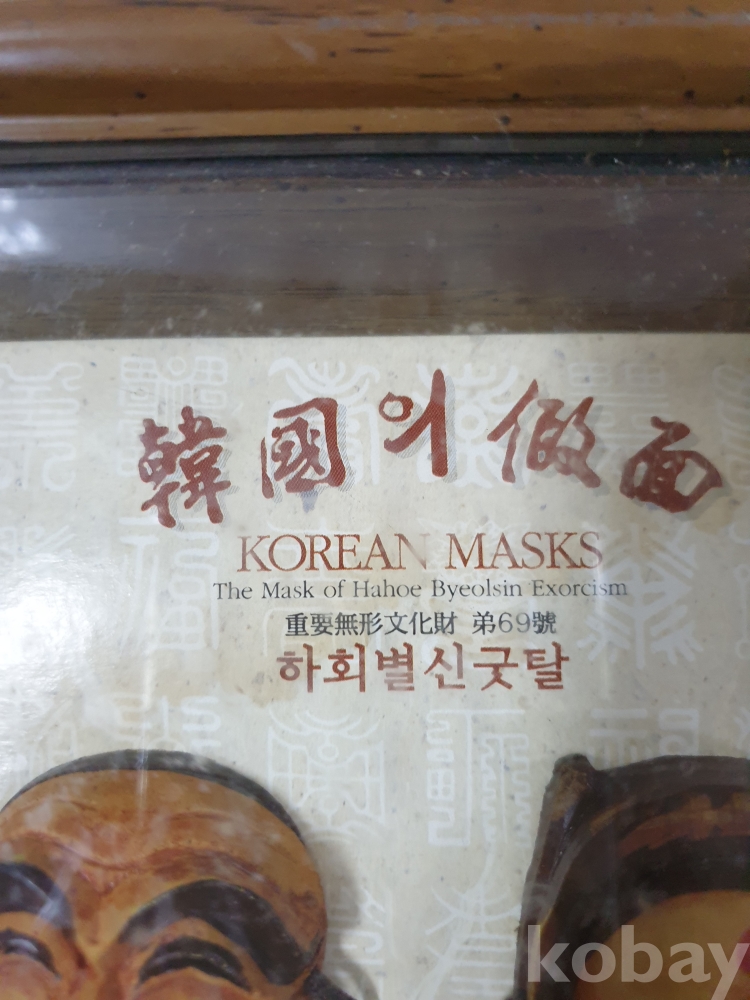 韓國의 假面
KOREAN MASKS
The Mask of Hahoe Byeolsin Exorcism
重要無形文化財 弟69號
하회별신굿탈
kobay